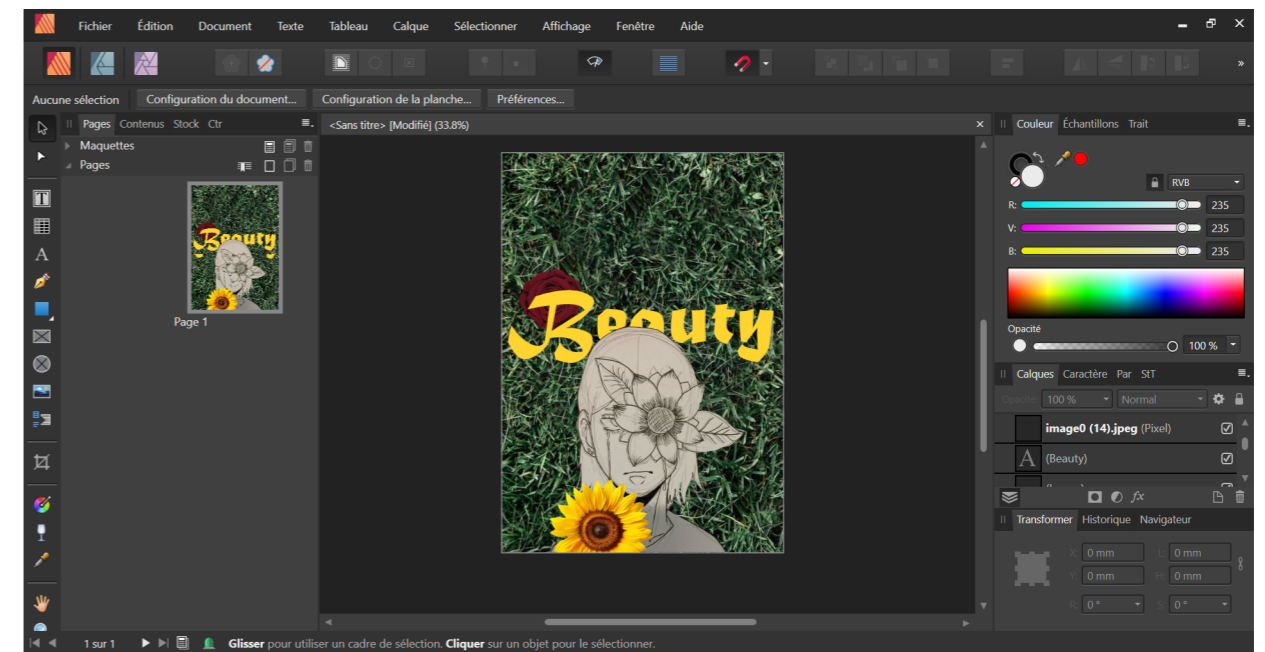 Fichier Édition Document Texte Tableau Calque Sélectionner Affichage Fenêtre Aide
Aucune sélection Configuration du document... Configuration de la planche... Préférences...
Pages Contenus Stock Ctr
<Sans titre> [Modifié] (33.8%)
Couleur Échantillons Trait
Maquettes
Pages
Beauty
Page 1
Beauty
RVB
R: 235
V: 235
B: 235
Opacité
100 %
Calques Caractère Par StT
Opacité: 100 % Normal
image0 (14).jpeg (Pixel)
A (Beauty)
fx
Transformer Historique Navigateur
X: 0 mm L: 0 mm
Y: 0 mm H: 0 mm
R: 0 ° S: 0 °
1 sur 1 Glisser pour utiliser un cadre de sélection. Cliquer sur un objet pour le sélectionner.